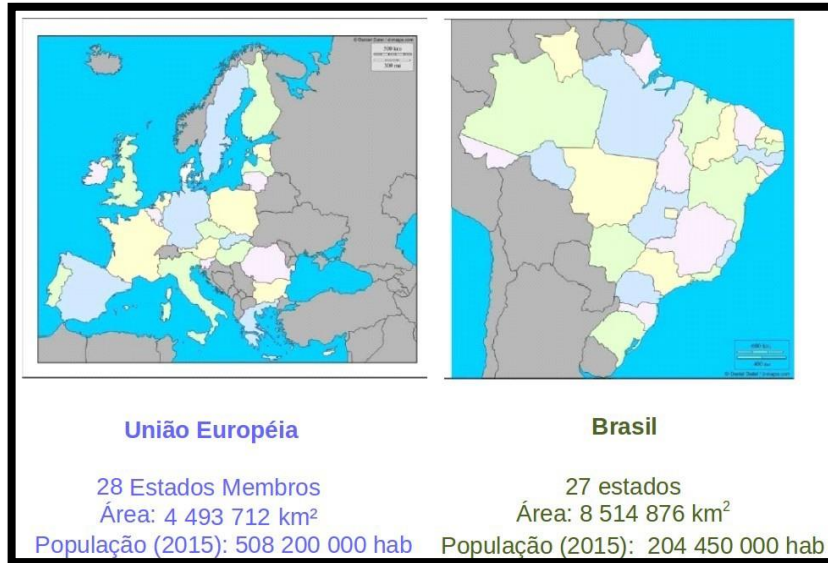 União Européia
28 Estados Membros
Área: 4 493 712 km²
População (2015): 508 200 000 hab
Brasil
27 estados
Área: 8 514 876 km²
População (2015): 204 450 000 hab